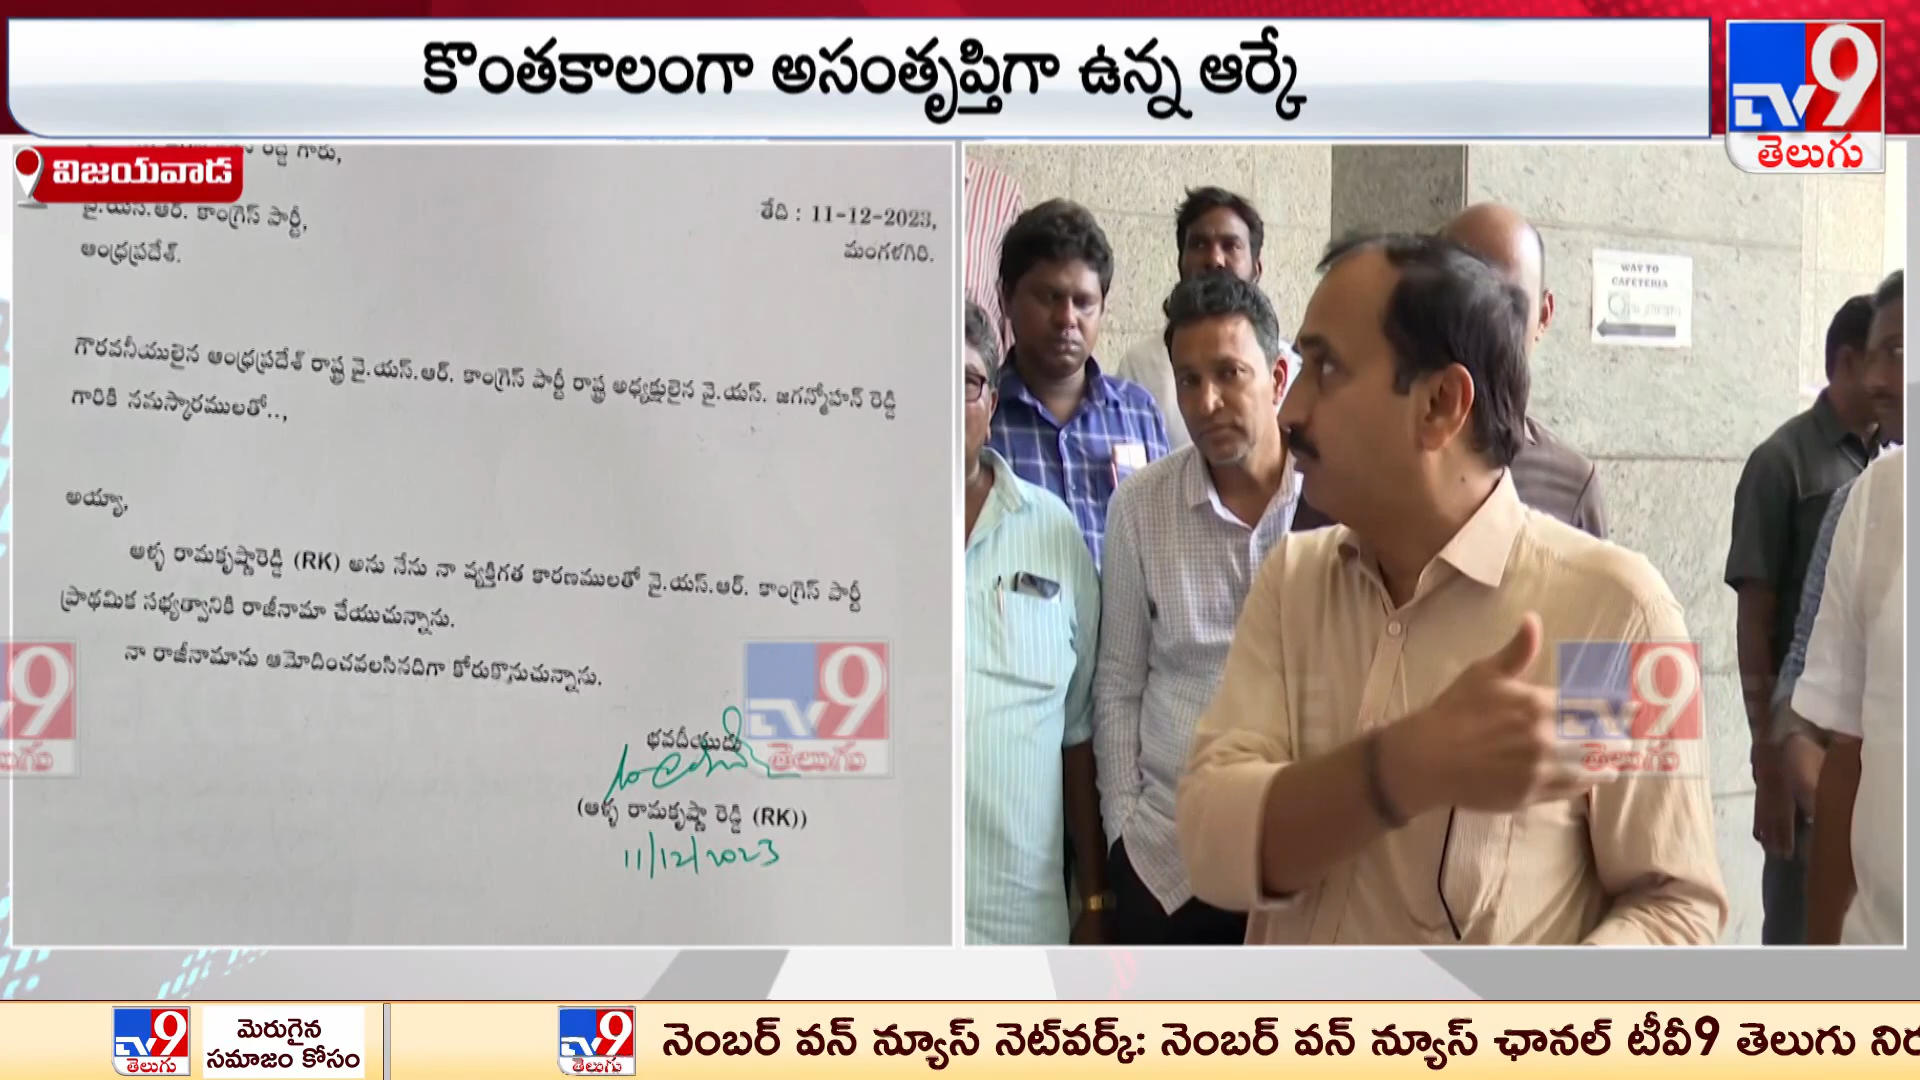 కొంతకాలంగా అసంతృప్తిగా ఉన్న ఆర్కే
TV9
తెలుగు
విజయవాడ
రెడ్డి గారు,
వై.యస్.ఆర్. కాంగ్రెస్ పార్టీ,
ఆంధ్రప్రదేశ్.
తేది : 11-12-2023,
మంగళగిరి.
గౌరవనీయులైన ఆంధ్రప్రదేశ్ రాష్ట్ర వై.యస్.ఆర్. కాంగ్రెస్ పార్టీ రాష్ట్ర అధ్యక్షులైన వై.యస్. జగన్మోహన్ రెడ్డి
గారికి నమస్కారములతో..,
అయ్యా,
ఆళ్ళ రామకృష్ణారెడ్డి (RK) అను నేను నా వ్యక్తిగత కారణములతో వై.యస్.ఆర్. కాంగ్రెస్ పార్టీ
ప్రాథమిక సభ్యత్వానికి రాజీనామా చేయుచున్నాను.
నా రాజీనామాను ఆమోదించవలసినదిగా కోరుకొనుచున్నాను.
భవదీయుడు
(ఆళ్ళ రామకృష్ణా రెడ్డి (RK))
11/12/2023
WAY TO
CAFETERIA
TV9
తెలుగు
TV9
తెలుగు
TV9
తెలుగు
మెరుగైన
సమాజం కోసం
TV9
తెలుగు
నెంబర్ వన్ న్యూస్ నెట్‌వర్క్: నెంబర్ వన్ న్యూస్ ఛానల్ టీవీ9 తెలుగు